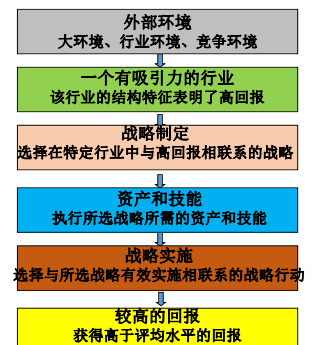 外部环境
大环境、行业环境、竞争环境
一个有吸引力的行业
该行业的结构特征表明了高回报
战略制定
选择在特定行业中与高回报相联系的战略
资产和技能
执行所选战略所需的资产和技能
战略实施
选择与所选战略有效实施相联系的战略行动
较高的回报
获得高于评均水平的回报